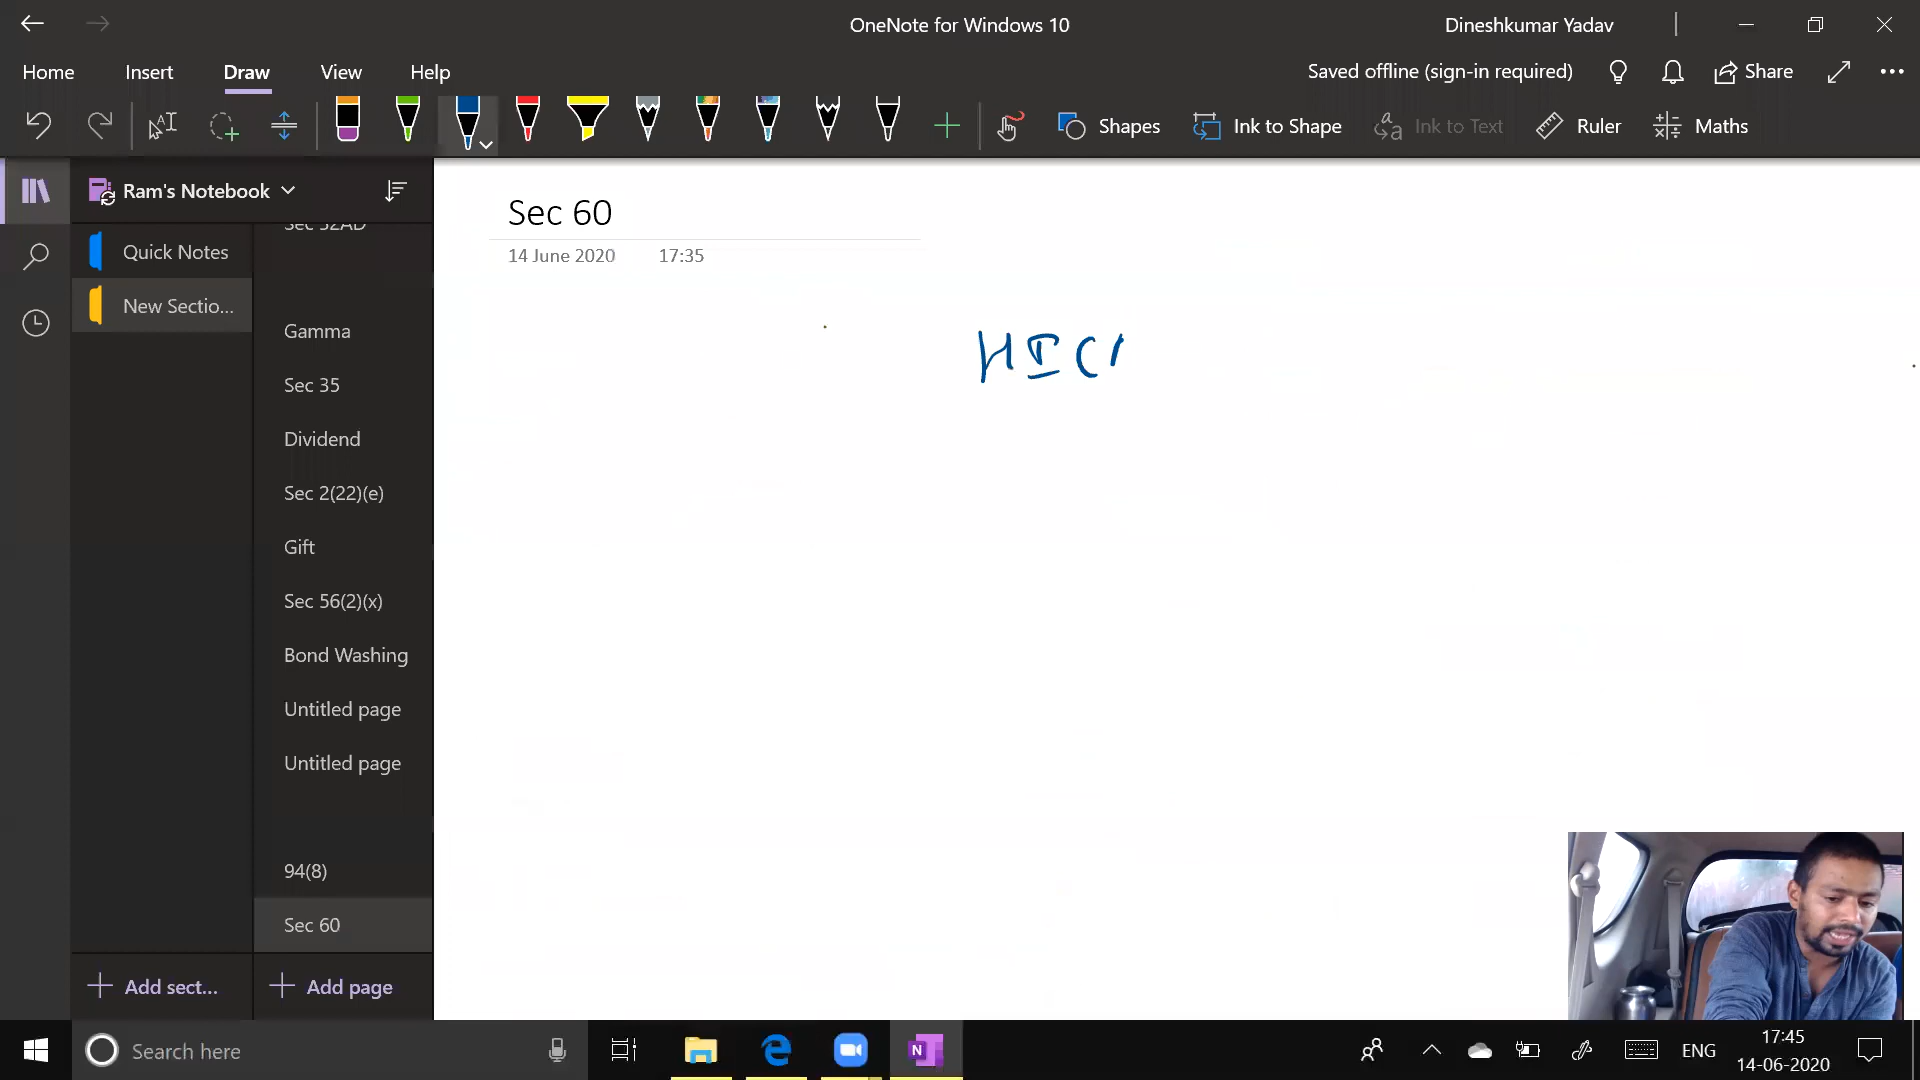 OneNote for Windows 10
Dineshkumar Yadav
Home Insert Draw View Help
Saved offline (sign-in required)
Share
Shapes
Ink to Shape
Ink to Text
Ruler
Maths
Ram's Notebook
Quick Notes
New Sectio...
Sec 52AD
Gamma
Sec 35
Dividend
Sec 2(22)(e)
Gift
Sec 56(2)(x)
Bond Washing
Untitled page
Untitled page
94(8)
Sec 60
Add sect...
Add page
Sec 60
14 June 2020 17:35
Search here
ENG
17:45
14-06-2020